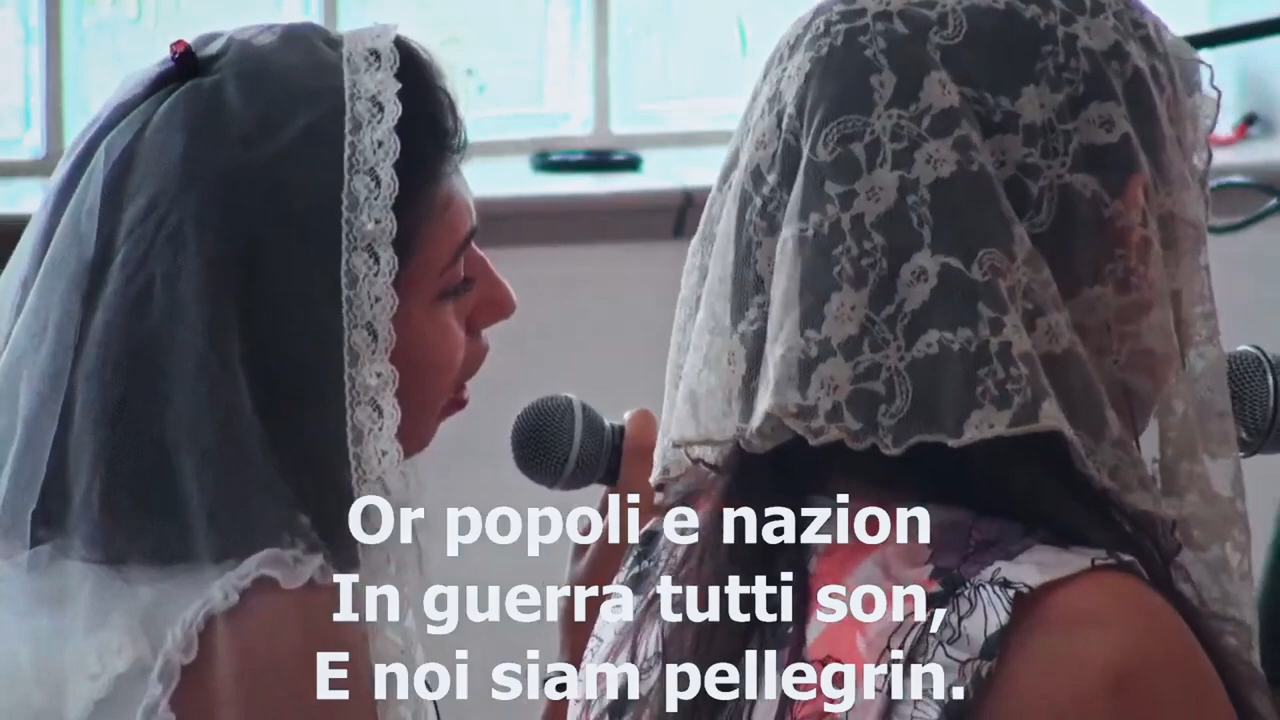 Or popoli e nazion
In guerra tutti son,
E noi siam pellegrin.